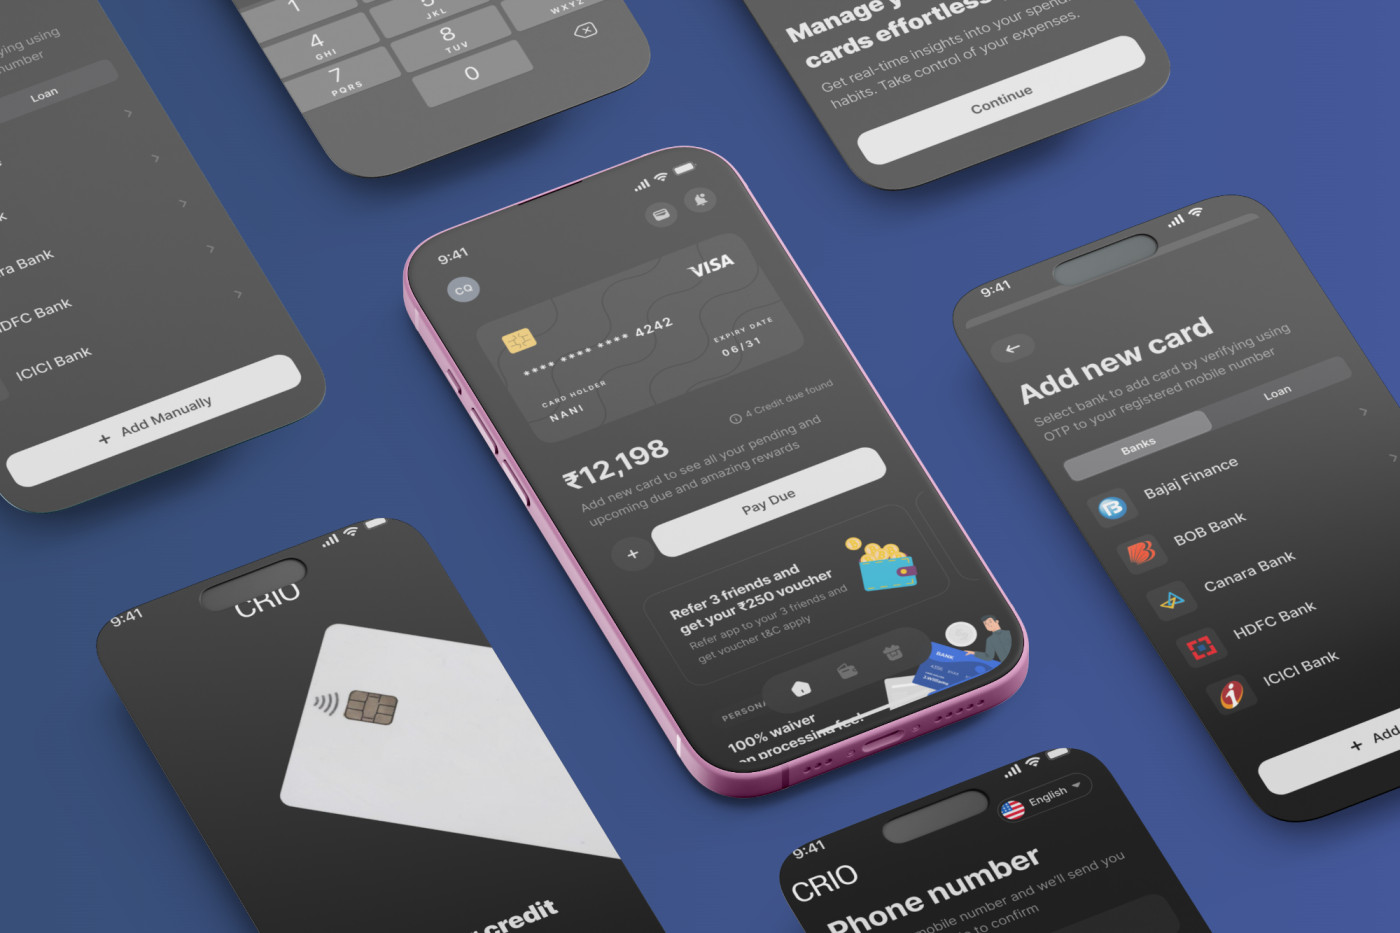 ying using
number
Loan
ra Bank
HDFC Bank
ICICI Bank
+ Add Manually
1
JKL
4
GHI
8
TUV
WXYZ
7
PQRS
0
Manage
cards effortless
Get real-time insights into your spend
habits. Take control of your expenses.
Continue
9:41
CQ
VISA
**** **** **** 4242
EXPIRY DATE
06/31
CARD HOLDER
NANI
4 Credit due found
₹12,198
Add new card to see all your pending and
upcoming due and amazing rewards
+
Pay Due
Refer 3 friends and
get your ₹250 voucher
Refer app to your 3 friends and
get voucher t&C apply
PERSONA
BANK
100% waiver
on processing fee!
9:41
Add new card
Select bank to add card by verifying using
OTP to your registered mobile number
Banks
Loan
Bajaj Finance
BOB Bank
Canara Bank
HDFC Bank
ICICI Bank
+ Add
9:41
CRIO
credit
9:41
English
CRIO
Phone number
mobile number and we'll send you
to confirm